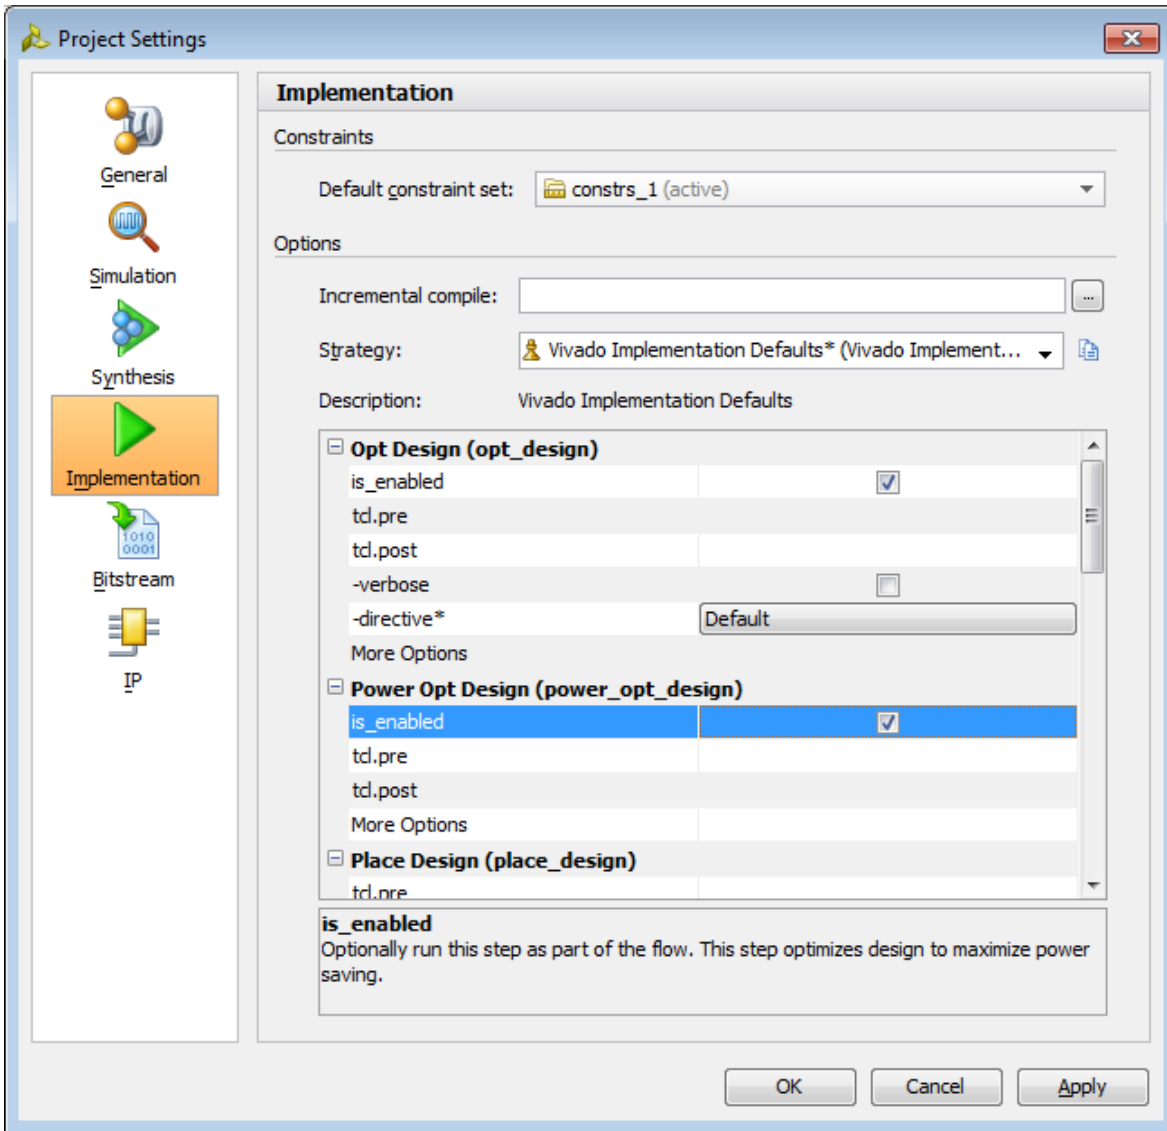 Project Settings
General
Simulation
Synthesis
Implementation
1010
0001
Bitstream
IP
Implementation
Constraints
Default constraint set: constrs_1 (active)
Options
Incremental compile: ...
Strategy: Vivado Implementation Defaults* (Vivado Implement...
Description: Vivado Implementation Defaults
Opt Design (opt_design)
is_enabled
tcl.pre
tcl.post
-verbose
-directive* Default
More Options
Power Opt Design (power_opt_design)
is_enabled
tcl.pre
tcl.post
More Options
Place Design (place_design)
tcl.pre
is_enabled
Optionally run this step as part of the flow. This step optimizes design to maximize power
saving.
OK Cancel Apply